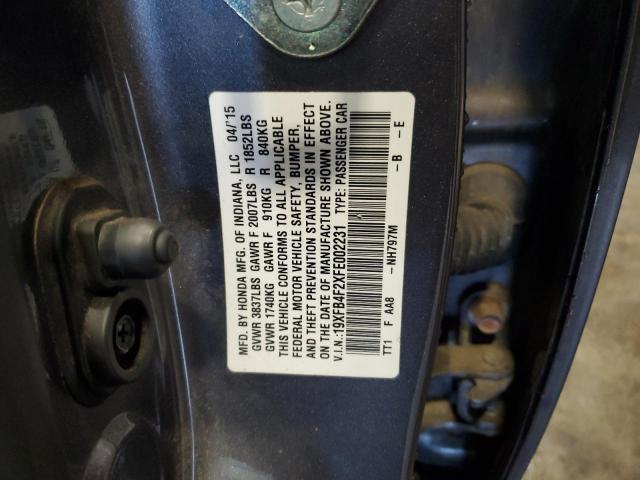 MFD. BY HONDA MFG. OF INDIANA, LLC 04/'15
GVWR 3837LBS GAWR F 2007LBS R 1852LBS
GVWR 1740KG GAWR F 910KG R 840KG
THIS VEHICLE CONFORMS TO ALL APPLICABLE
FEDERAL MOTOR VEHICLE SAFETY, BUMPER,
AND THEFT PREVENTION STANDARDS IN EFFECT
ON THE DATE OF MANUFACTURE SHOWN ABOVE.
V.I.N.:19XFB4F2XFE002231 TYPE: PASSENGER CAR
-B -E
-NH797M
TT1 F AA8